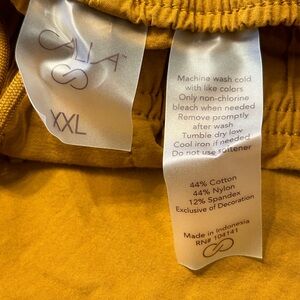 CALIA
XXL
Machine wash cold
with like colors
Only non-chlorine
bleach when needed
Remove promptly
after wash
Tumble dry low
Cool iron if needed
Do not use softener
44% Cotton
44% Nylon
12% Spandex
Exclusive of Decoration
Made in Indonesia
RN# 104141